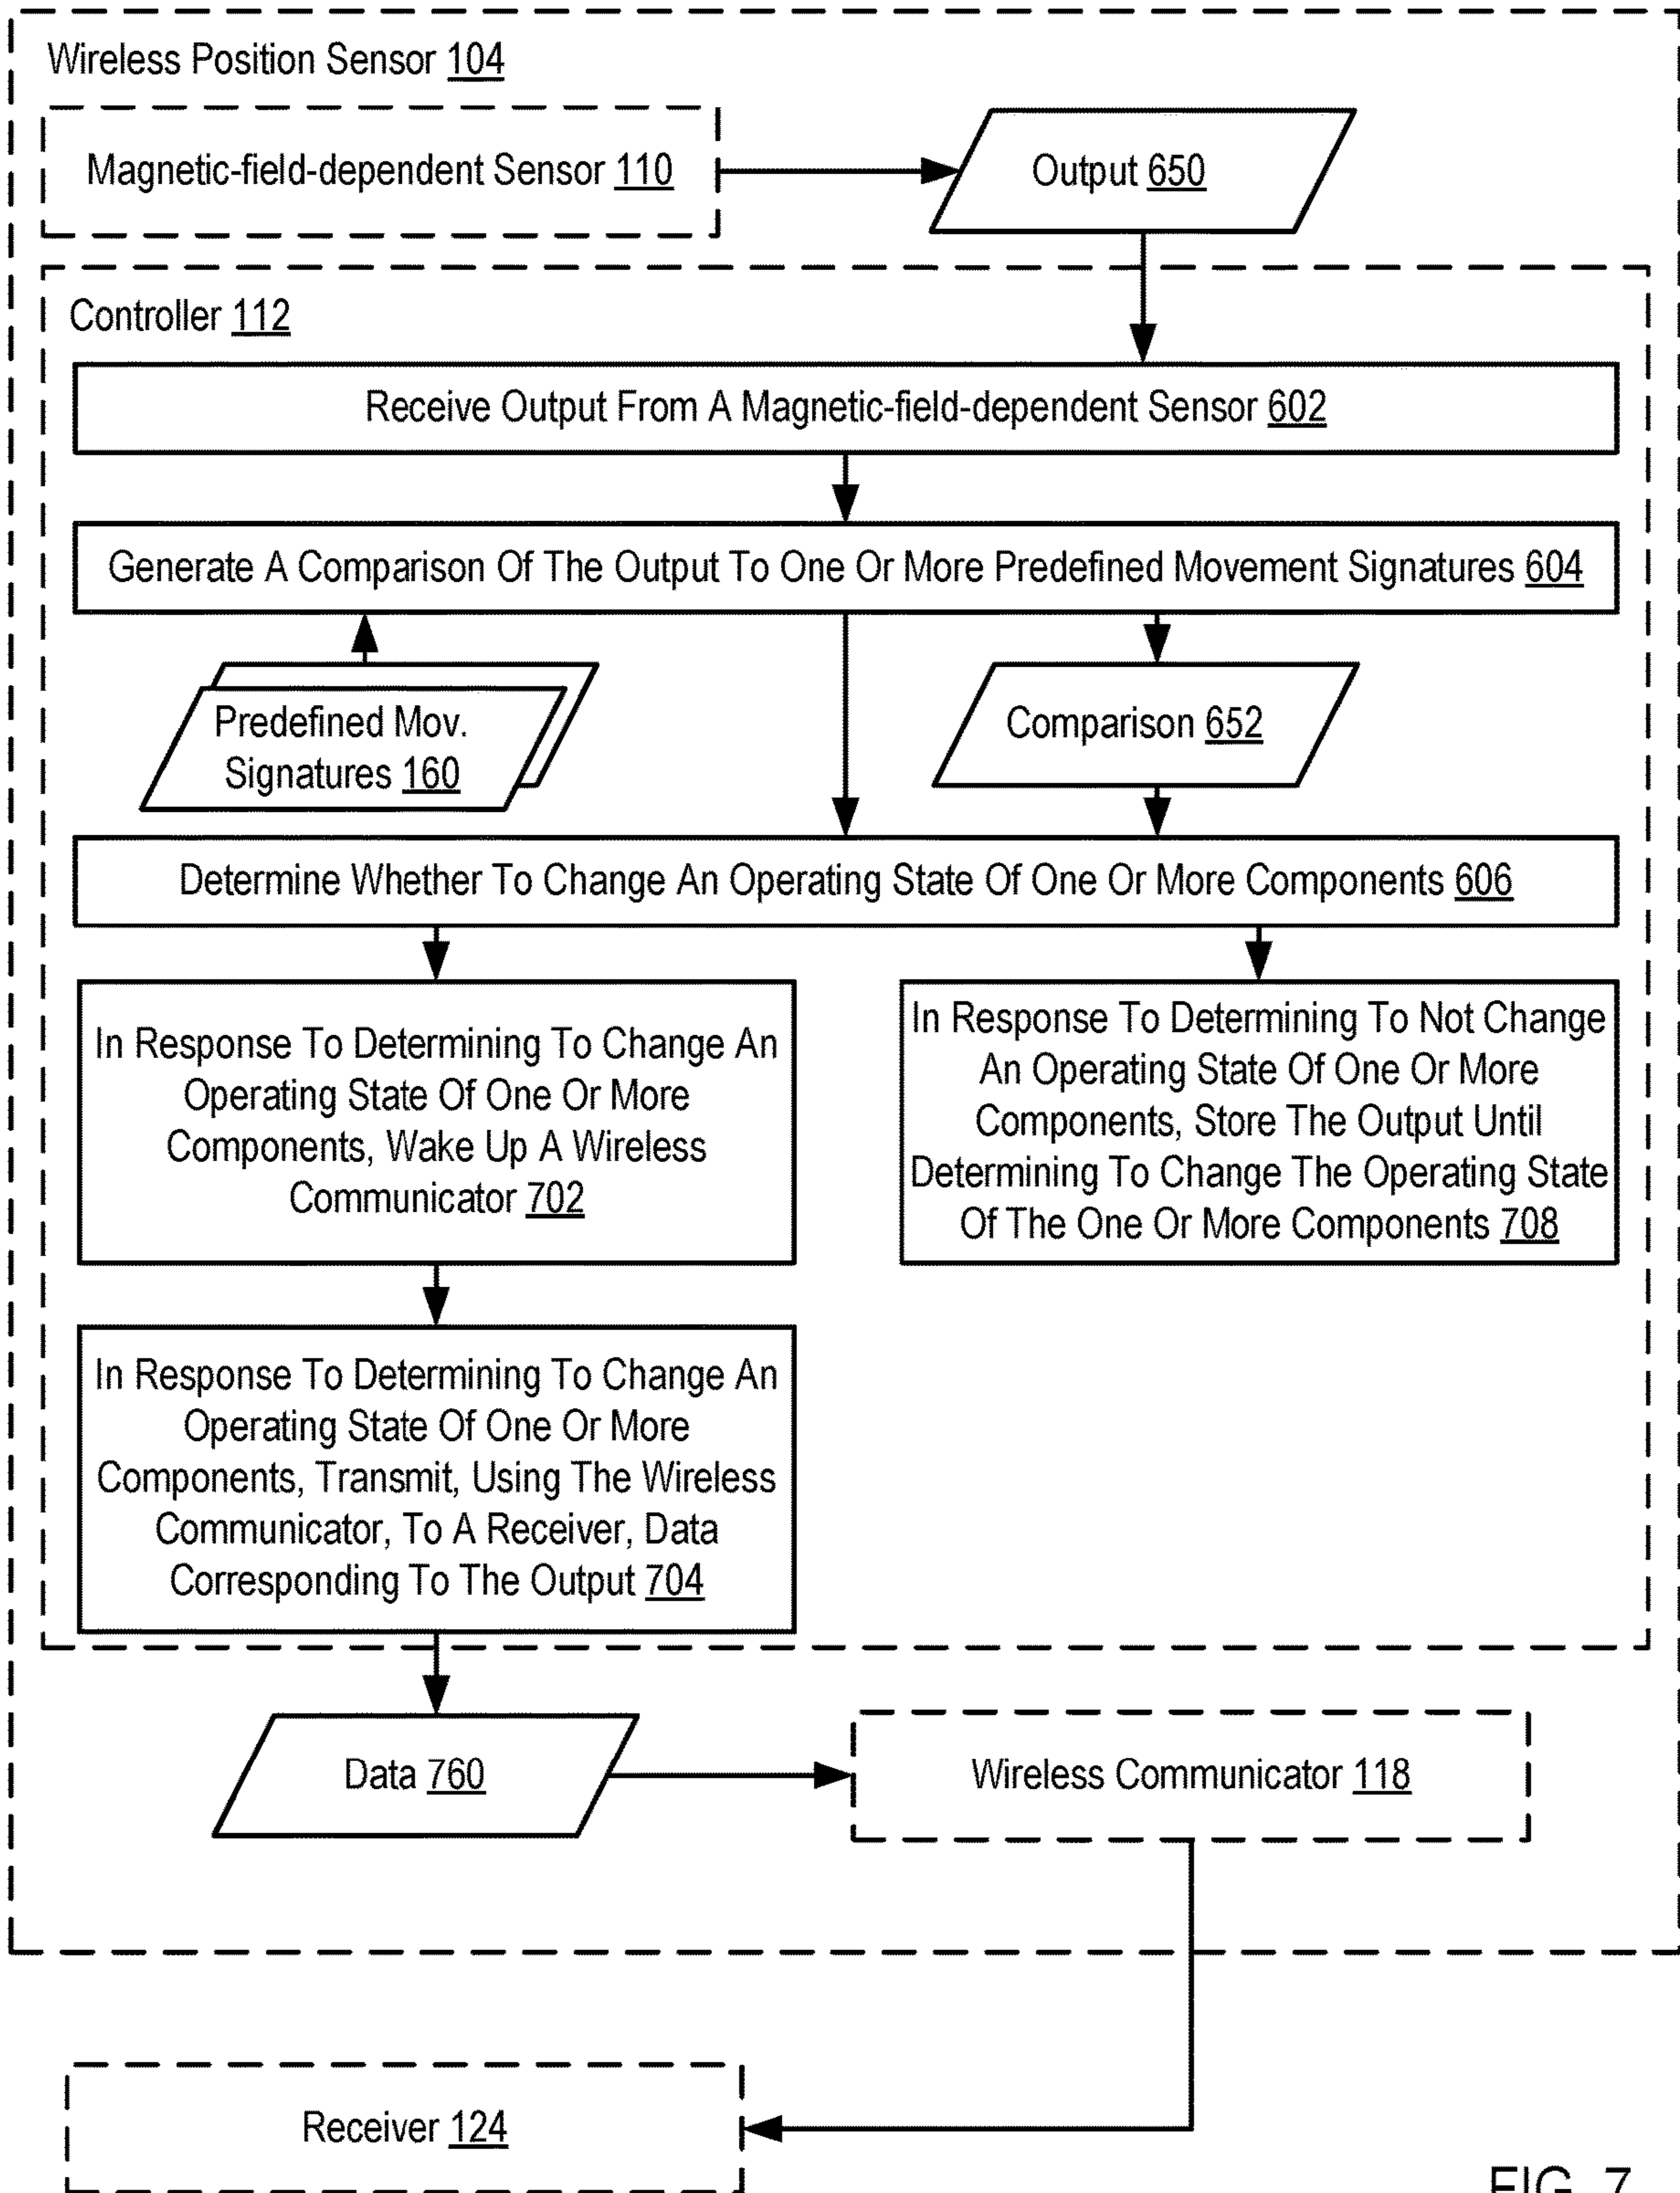 Wireless Position Sensor 104
Magnetic-field-dependent Sensor 110
Output 650
Controller 112
Receive Output From A Magnetic-field-dependent Sensor 602
Generate A Comparison Of The Output To One Or More Predefined Movement Signatures 604
Predefined Mov.
Signatures 160
Comparison 652
Determine Whether To Change An Operating State Of One Or More Components 606
In Response To Determining To Change An
Operating State Of One Or More
Components, Wake Up A Wireless
Communicator 702
In Response To Determining To Not Change
An Operating State Of One Or More
Components, Store The Output Until
Determining To Change The Operating State
Of The One Or More Components 708
In Response To Determining To Change An
Operating State Of One Or More
Components, Transmit, Using The Wireless
Communicator, To A Receiver, Data
Corresponding To The Output 704
Data 760
Wireless Communicator 118
Receiver 124
FIG. 7